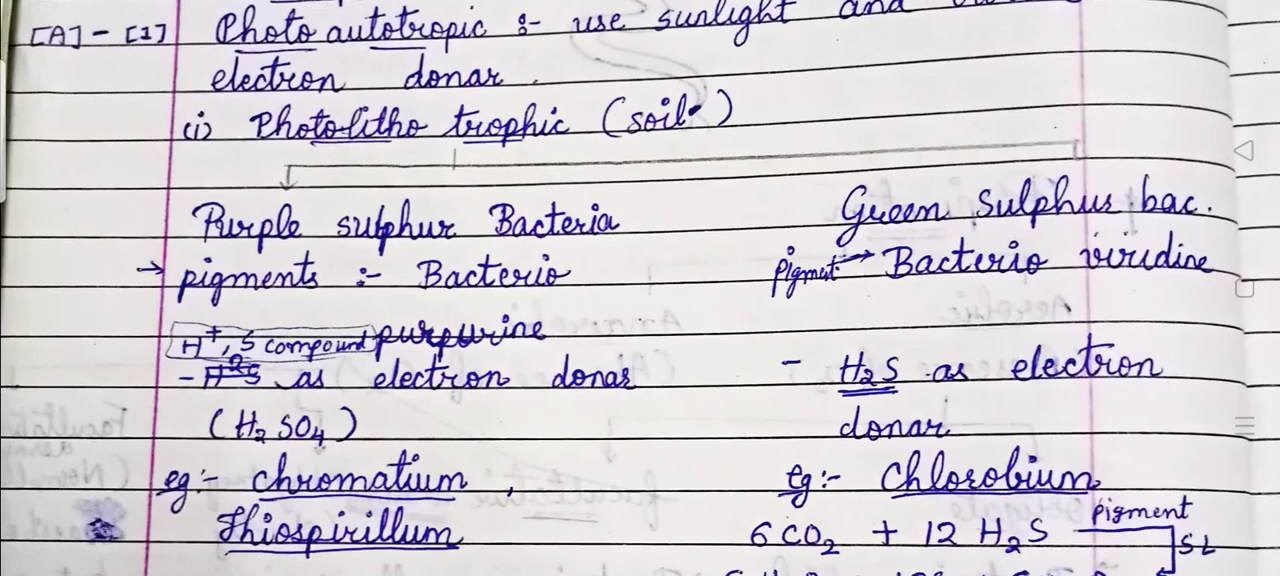 [A] - [1] Photo autotropic :- use sunlight and
electron donar.
(i) Photolitho trophic (soil)
Purple sulphur Bacteria
→ pigments :- Bacterio
purpurine
H+, S compound
- H2S as electron donar
(H2SO4)
eg:- chromatium,
Thiospirillum
Green Sulphur bac.
Pigmet → Bacterio viridine
- H2S as electron
donar
Eg:- Chlorobium
6CO2 + 12 H2S pigment
SL